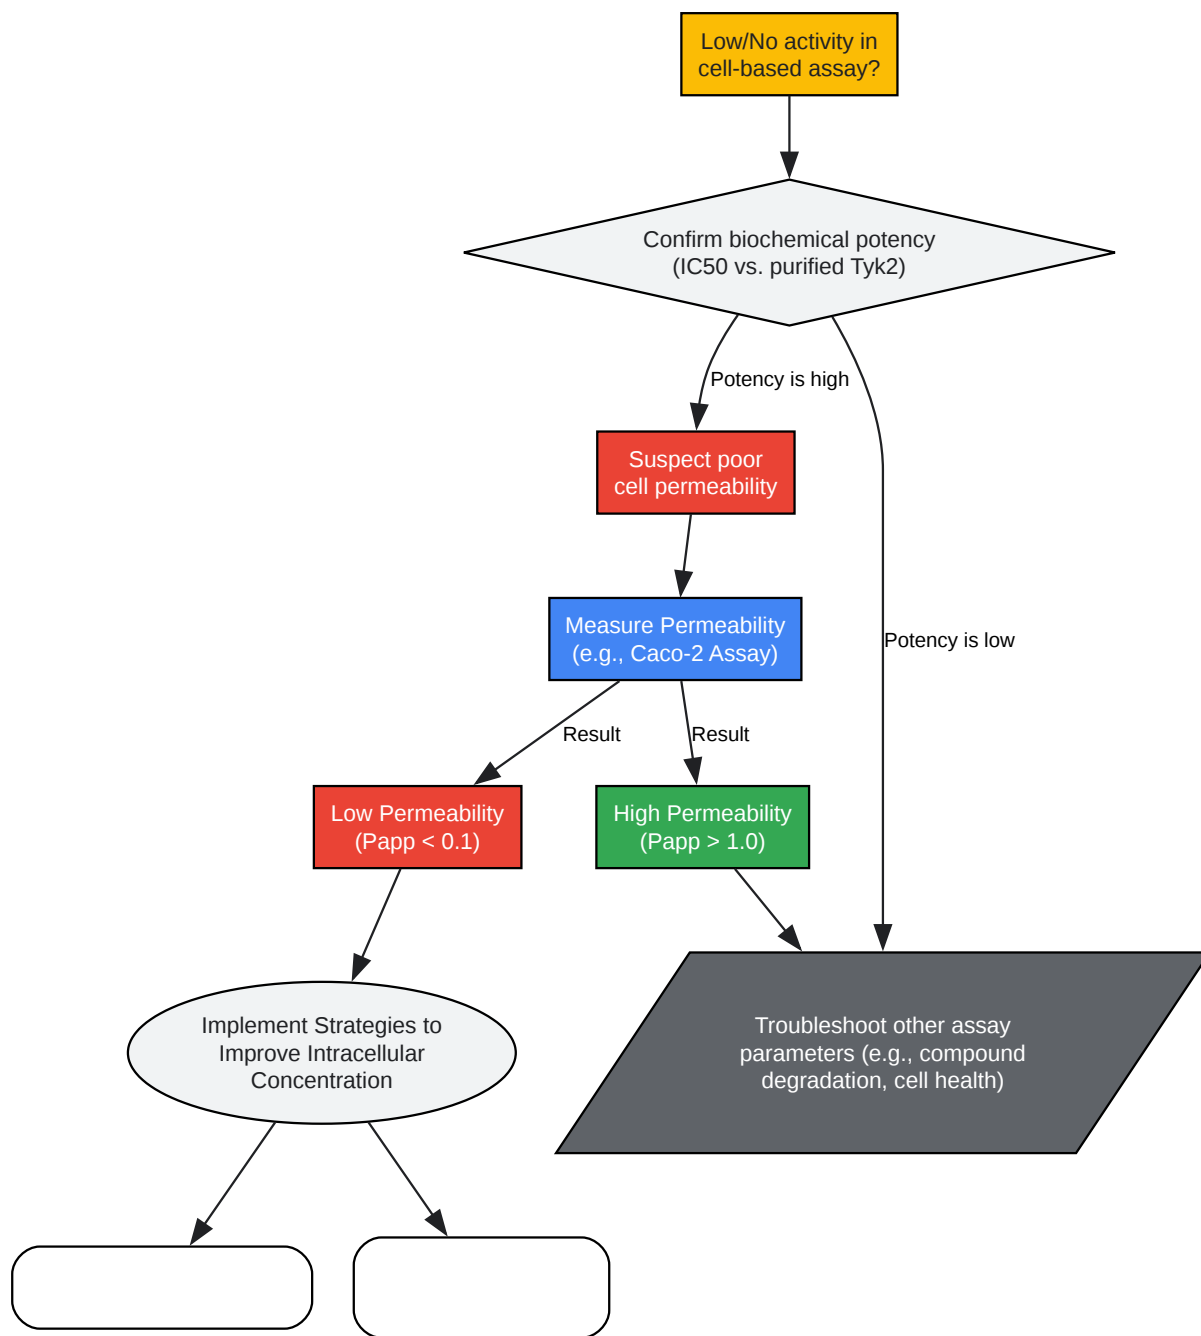 Low/No activity in
cell-based assay?
Confirm biochemical potency
(IC50 vs. purified Tyk2)
Potency is high
Suspect poor
cell permeability
Measure Permeability
(e.g., Caco-2 Assay)
Potency is low
Result
Result
Low Permeability
(Papp < 0.1)
High Permeability
(Papp > 1.0)
Implement Strategies to
Improve Intracellular
Concentration
Troubleshoot other assay
parameters (e.g., compound
degradation, cell health)